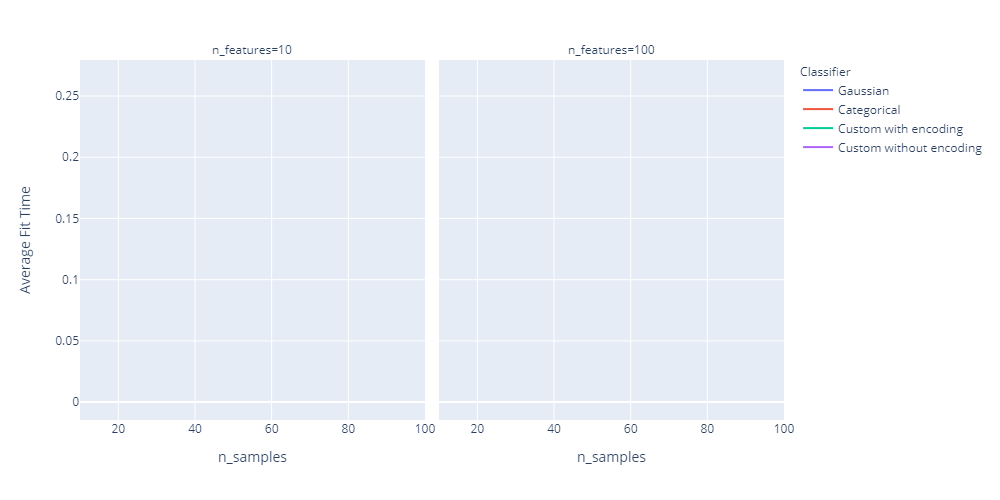 n_features=10
n_features=100
Classifier
Gaussian
Categorical
Custom with encoding
Custom without encoding
Average Fit Time
0.25
0.2
0.15
0.1
0.05
0
20 40 60 80 100
20 40 60 80 100
n_samples
n_samples